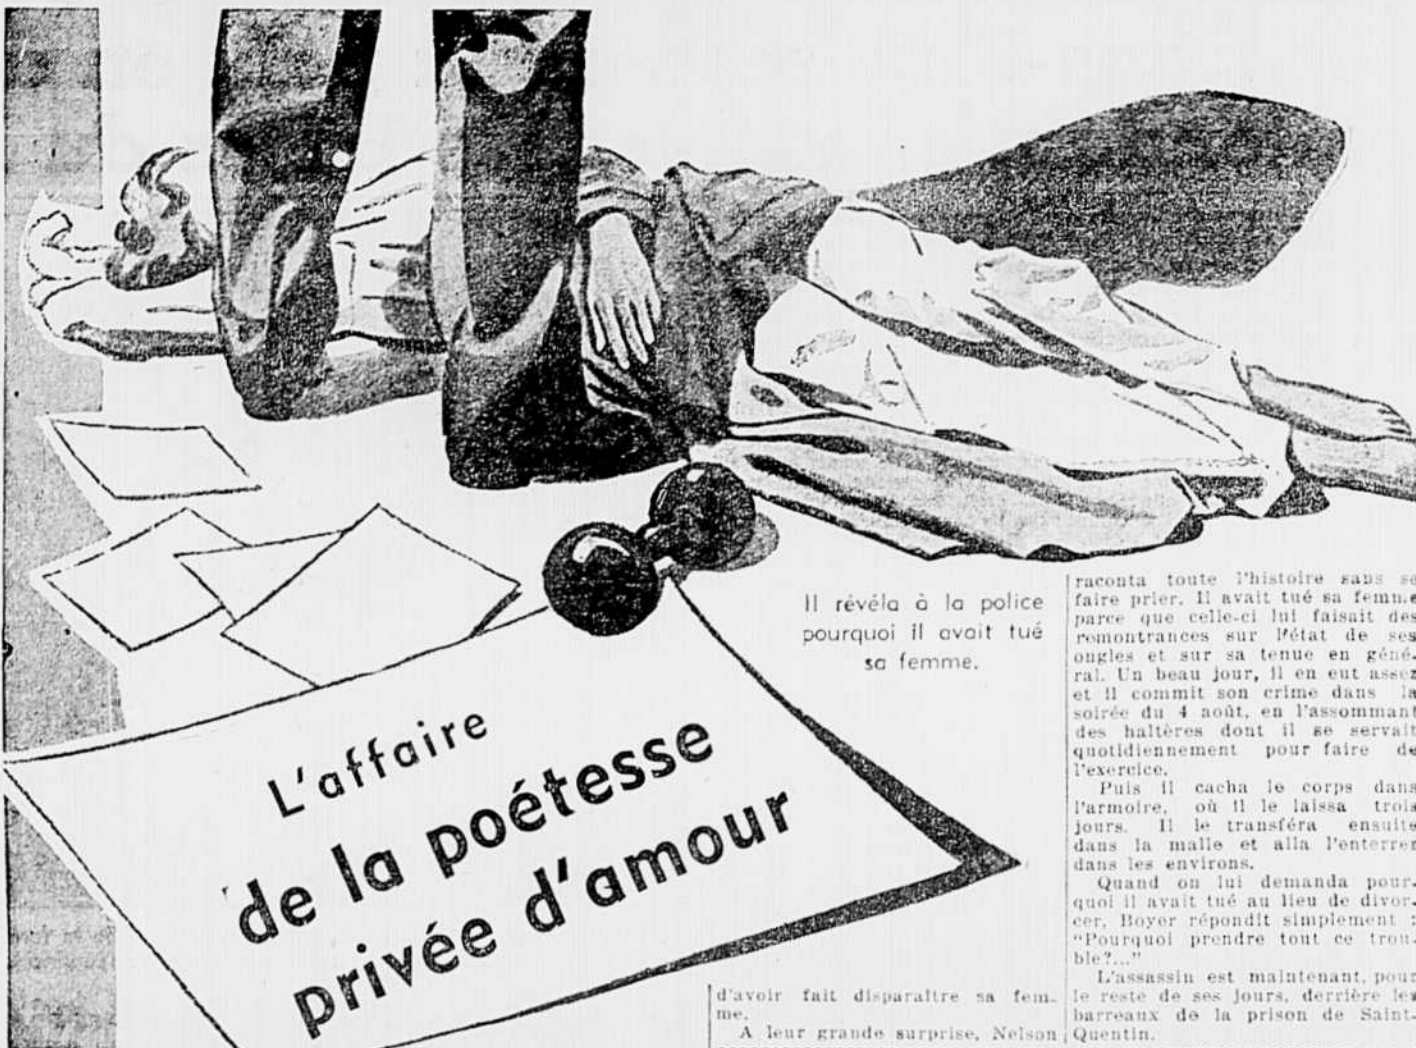 L'affaire
de la poétesse
privée d'amour
Il révéla à la police
pourquoi il avait tué
sa femme.
d'avoir fait disparaître sa fem-
me.
A leur grande surprise, Nelson
raconta toute l'histoire sans se
faire prier. Il avait tué sa femme
parce que celle-ci lui faisait des
remontrances sur l'état de ses
ongles et sur sa tenue en géné-
ral. Un beau jour, il en eut assez
et il commit son crime dans la
soirée du 4 août, en l'assommant
des haltères dont il se servait
quotidiennement pour faire de
l'exercice.
Puis il cacha le corps dans
l'armoire, où il le laissa trois
jours. Il le transféra ensuite
dans la malle et alla l'enterrer
dans les environs.
Quand on lui demanda pour-
quoi il avait tué au lieu de divor-
cer, Boyer répondit simplement :
"Pourquoi prendre tout ce trou-
ble?..."
L'assassin est maintenant, pour
le reste de ses jours, derrière les
barreaux de la prison de Saint-
Quentin.